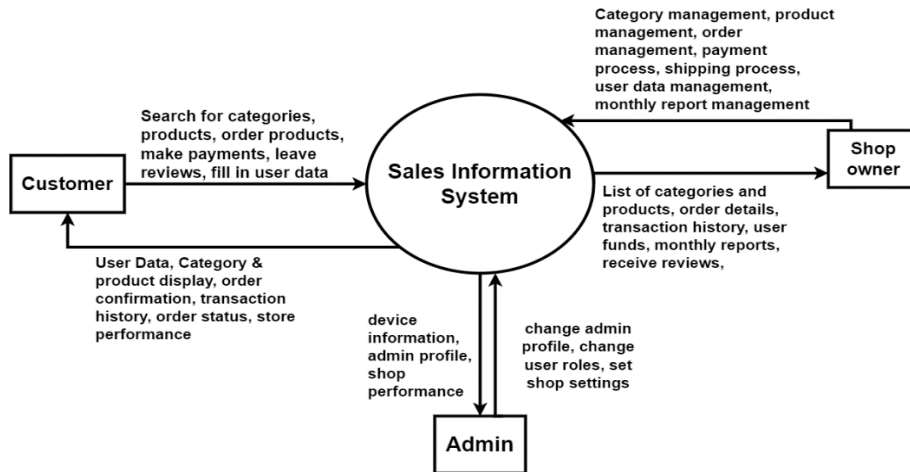 Category management, product
management, order
management, payment
process, shipping process,
user data management,
monthly report management
Search for categories,
products, order products,
make payments, leave
reviews, fill in user data
Customer
Sales Information
System
Shop
owner
List of categories and
products, order details,
transaction history, user
funds, monthly reports,
receive reviews,
User Data, Category &
product display, order
confirmation, transaction
history, order status, store
performance
device
information,
admin profile,
shop
performance
change admin
profile, change
user roles, set
shop settings
Admin